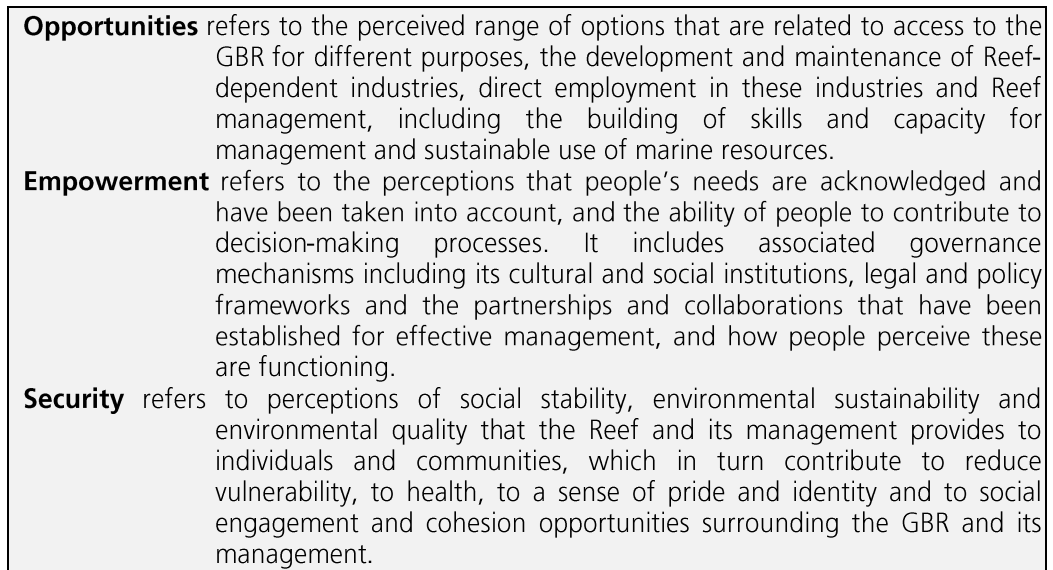 Opportunities refers to the perceived range of options that are related to access to the
GBR for different purposes, the development and maintenance of Reef-
dependent industries, direct employment in these industries and Reef
management, including the building of skills and capacity for
management and sustainable use of marine resources.
Empowerment refers to the perceptions that people’s needs are acknowledged and
have been taken into account, and the ability of people to contribute to
decision-making processes. It includes associated governance
mechanisms including its cultural and social institutions, legal and policy
frameworks and the partnerships and collaborations that have been
established for effective management, and how people perceive these
are functioning.
Security refers to perceptions of social stability, environmental sustainability and
environmental quality that the Reef and its management provides to
individuals and communities, which in turn contribute to reduce
vulnerability, to health, to a sense of pride and identity and to social
engagement and cohesion opportunities surrounding the GBR and its
management.